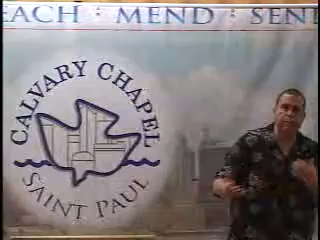 EACH : MEND : SEN
CALVARY CHAPEL
SAINT PAUL